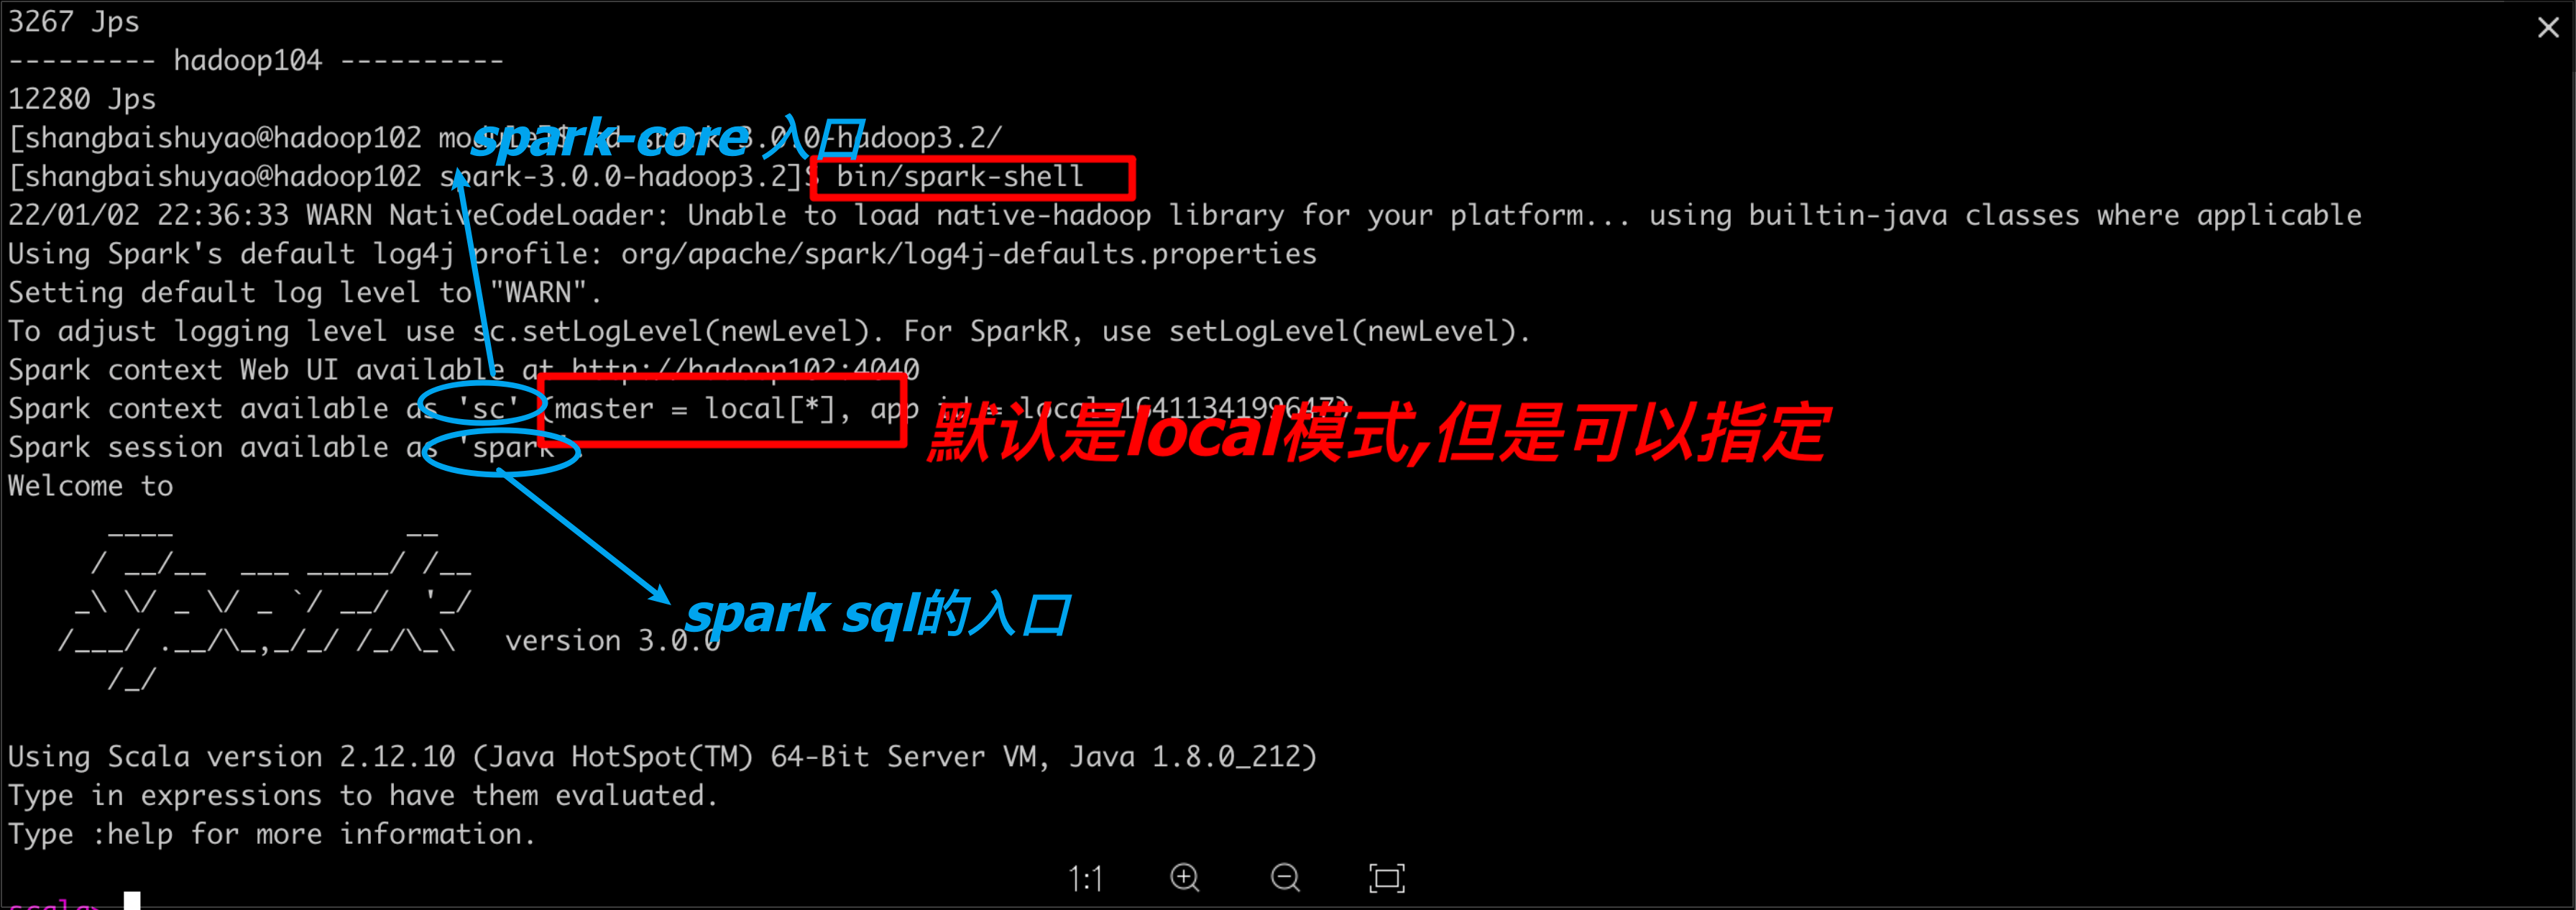 3267 Jps
--------- hadoop104 ----------
12280 Jps
[shangbaishuyao@hadoop102 module]$ cd spark-3.0.0-hadoop3.2/
spark-core 入口
[shangbaishuyao@hadoop102 spark-3.0.0-hadoop3.2]$ bin/spark-shell
22/01/02 22:36:33 WARN NativeCodeLoader: Unable to load native-hadoop library for your platform... using builtin-java classes where applicable
Using Spark's default log4j profile: org/apache/spark/log4j-defaults.properties
Setting default log level to "WARN".
To adjust logging level use sc.setLogLevel(newLevel). For SparkR, use setLogLevel(newLevel).
Spark context Web UI available at http://hadoop102:4040
Spark context available as 'sc' (master = local[*], app id = local-1641134199647)
默认是local模式,但是可以指定
Spark session available as 'spark'.
Welcome to
      ____              __
     / __/__  ___ _____/ /__
    _\ \/ _ \/ _ `/ __/  '_/
spark sql的入口
   /___/ .__/\_,_/_/ /_/\_\   version 3.0.0
      /_/
Using Scala version 2.12.10 (Java HotSpot(TM) 64-Bit Server VM, Java 1.8.0_212)
Type in expressions to have them evaluated.
Type :help for more information.
1:1
scala>